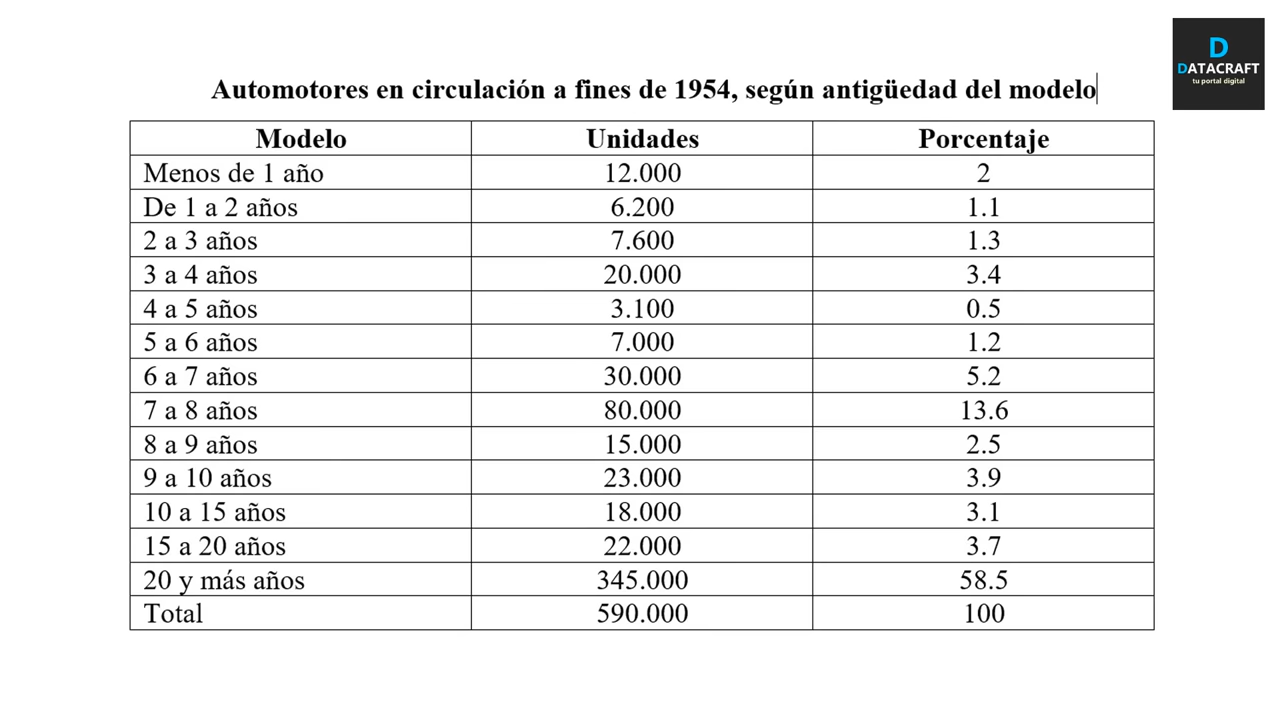 D
DATACRAFT
tu portal digital
Automotores en circulación a fines de 1954, según antigüedad del modelo
Modelo Unidades Porcentaje
Menos de 1 año 12.000 2
De 1 a 2 años 6.200 1.1
2 a 3 años 7.600 1.3
3 a 4 años 20.000 3.4
4 a 5 años 3.100 0.5
5 a 6 años 7.000 1.2
6 a 7 años 30.000 5.2
7 a 8 años 80.000 13.6
8 a 9 años 15.000 2.5
9 a 10 años 23.000 3.9
10 a 15 años 18.000 3.1
15 a 20 años 22.000 3.7
20 y más años 345.000 58.5
Total 590.000 100